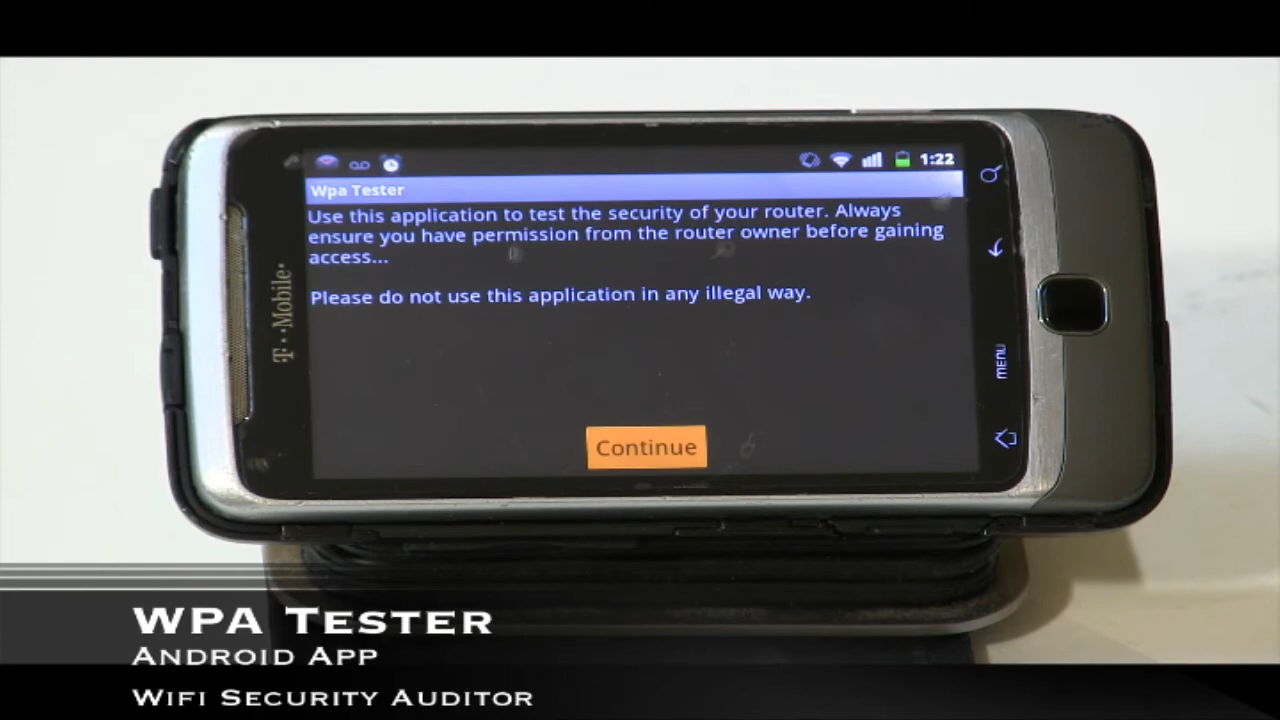 1:22
Wpa Tester
Use this application to test the security of your router. Always
ensure you have permission from the router owner before gaining
access...
Please do not use this application in any illegal way.
Continue
T··Mobile·
menu
WPA Tester
Android App
Wifi Security Auditor